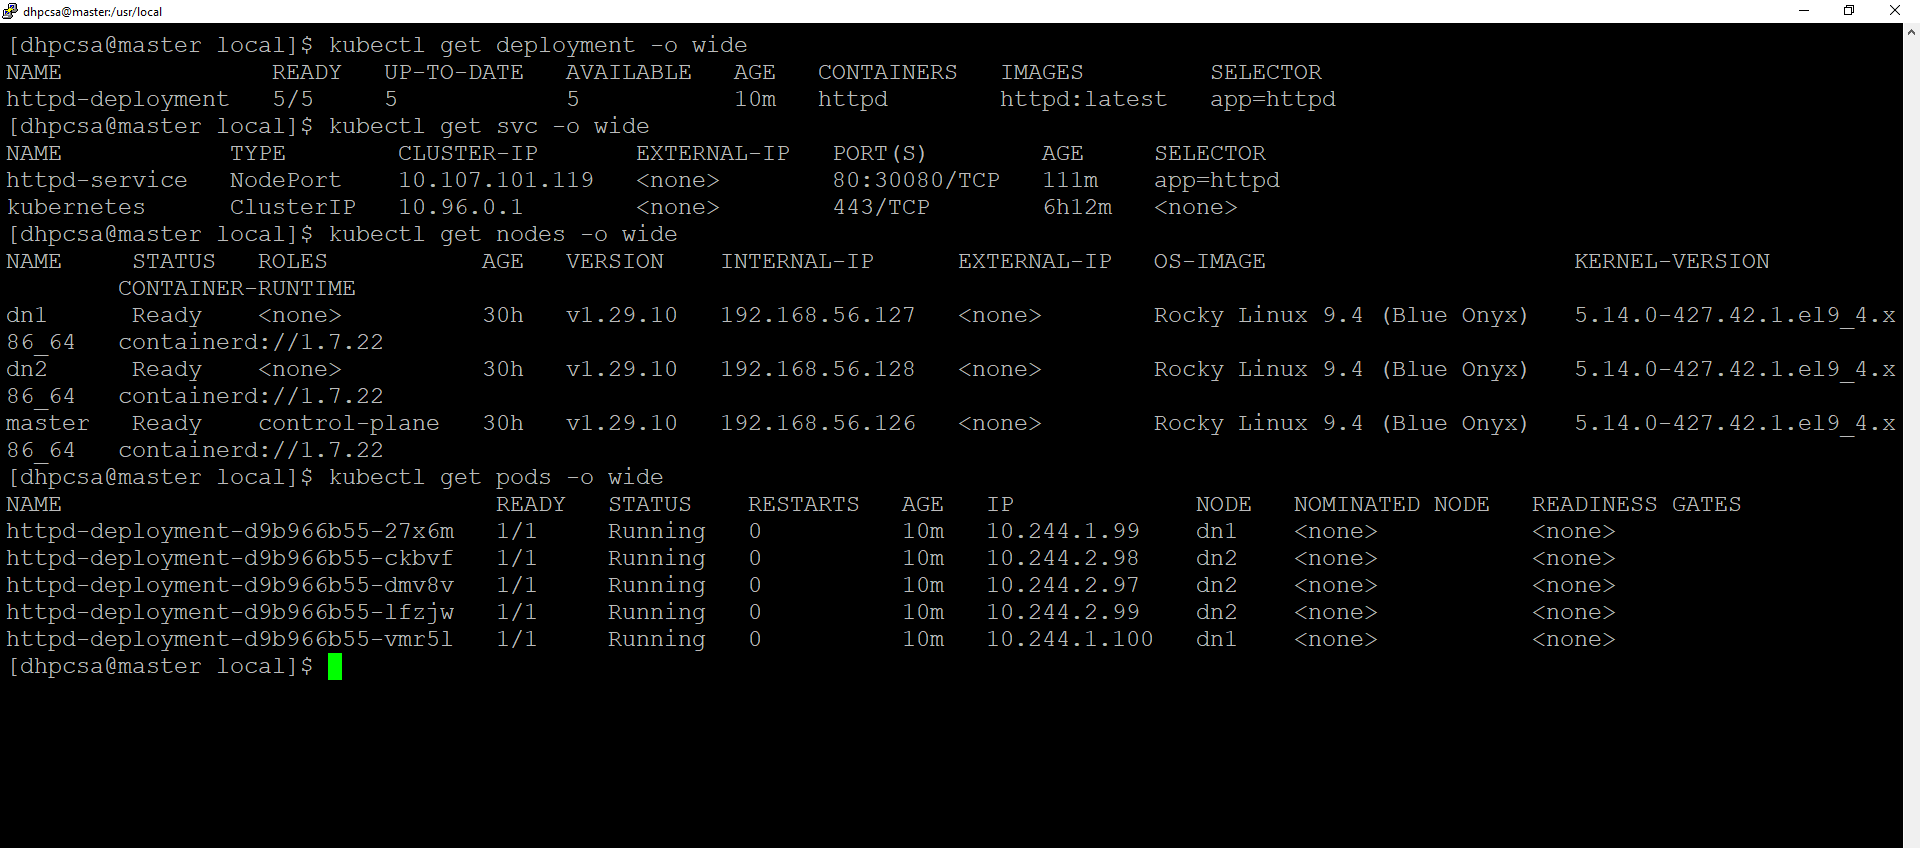 dhpcsa@master:/usr/local
[dhpcsa@master local]$ kubectl get deployment -o wide
NAME               READY   UP-TO-DATE   AVAILABLE   AGE   CONTAINERS   IMAGES         SELECTOR
httpd-deployment   5/5     5            5           10m   httpd        httpd:latest   app=httpd
[dhpcsa@master local]$ kubectl get svc -o wide
NAME            TYPE        CLUSTER-IP       EXTERNAL-IP   PORT(S)        AGE     SELECTOR
httpd-service   NodePort    10.107.101.119   <none>        80:30080/TCP   111m    app=httpd
kubernetes      ClusterIP   10.96.0.1        <none>        443/TCP        6h12m   <none>
[dhpcsa@master local]$ kubectl get nodes -o wide
NAME     STATUS   ROLES           AGE   VERSION    INTERNAL-IP      EXTERNAL-IP   OS-IMAGE                      KERNEL-VERSION
        CONTAINER-RUNTIME
dn1      Ready    <none>          30h   v1.29.10   192.168.56.127   <none>        Rocky Linux 9.4 (Blue Onyx)   5.14.0-427.42.1.el9_4.x
86_64   containerd://1.7.22
dn2      Ready    <none>          30h   v1.29.10   192.168.56.128   <none>        Rocky Linux 9.4 (Blue Onyx)   5.14.0-427.42.1.el9_4.x
86_64   containerd://1.7.22
master   Ready    control-plane   30h   v1.29.10   192.168.56.126   <none>        Rocky Linux 9.4 (Blue Onyx)   5.14.0-427.42.1.el9_4.x
86_64   containerd://1.7.22
[dhpcsa@master local]$ kubectl get pods -o wide
NAME                               READY   STATUS    RESTARTS   AGE   IP             NODE   NOMINATED NODE   READINESS GATES
httpd-deployment-d9b966b55-27x6m   1/1     Running   0          10m   10.244.1.99    dn1    <none>           <none>
httpd-deployment-d9b966b55-ckbvf   1/1     Running   0          10m   10.244.2.98    dn2    <none>           <none>
httpd-deployment-d9b966b55-dmv8v   1/1     Running   0          10m   10.244.2.97    dn2    <none>           <none>
httpd-deployment-d9b966b55-lfzjw   1/1     Running   0          10m   10.244.2.99    dn2    <none>           <none>
httpd-deployment-d9b966b55-vmr5l   1/1     Running   0          10m   10.244.1.100   dn1    <none>           <none>
[dhpcsa@master local]$